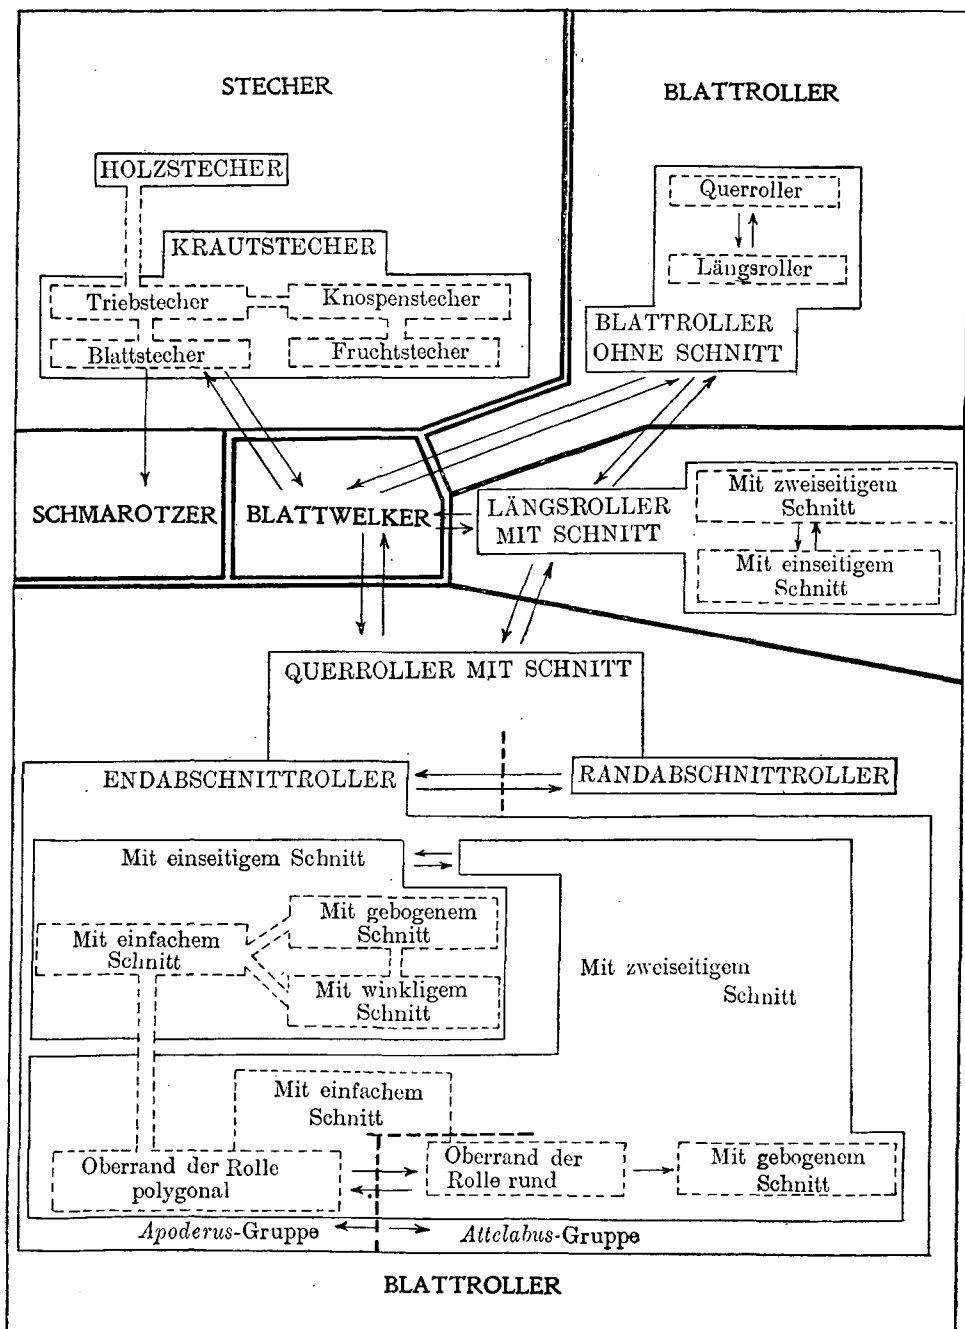 STECHER
BLATTROLLER
HOLZSTECHER
KRAUTSTECHER
Triebstecher
Knospenstecher
Blattstecher
Fruchtstecher
Querroller
Längsroller
BLATTROLLER
OHNE SCHNITT
SCHMAROTZER
BLATTWELKER
LÄNGSROLLER
MIT SCHNITT
Mit zweiseitigem
Schnitt
Mit einseitigem
Schnitt
QUERROLLER MIT SCHNITT
ENDABSCHNITTROLLER
RANDABSCHNITTROLLER
Mit einseitigem Schnitt
Mit gebogenem
Schnitt
Mit einfachem
Schnitt
Mit winkligem
Schnitt
Mit zweiseitigem
Schnitt
Mit einfachem
Schnitt
Oberrand der Rolle
polygonal
Oberrand der
Rolle rund
Mit gebogenem
Schnitt
Apoderus-Gruppe
Attelabus-Gruppe
BLATTROLLER